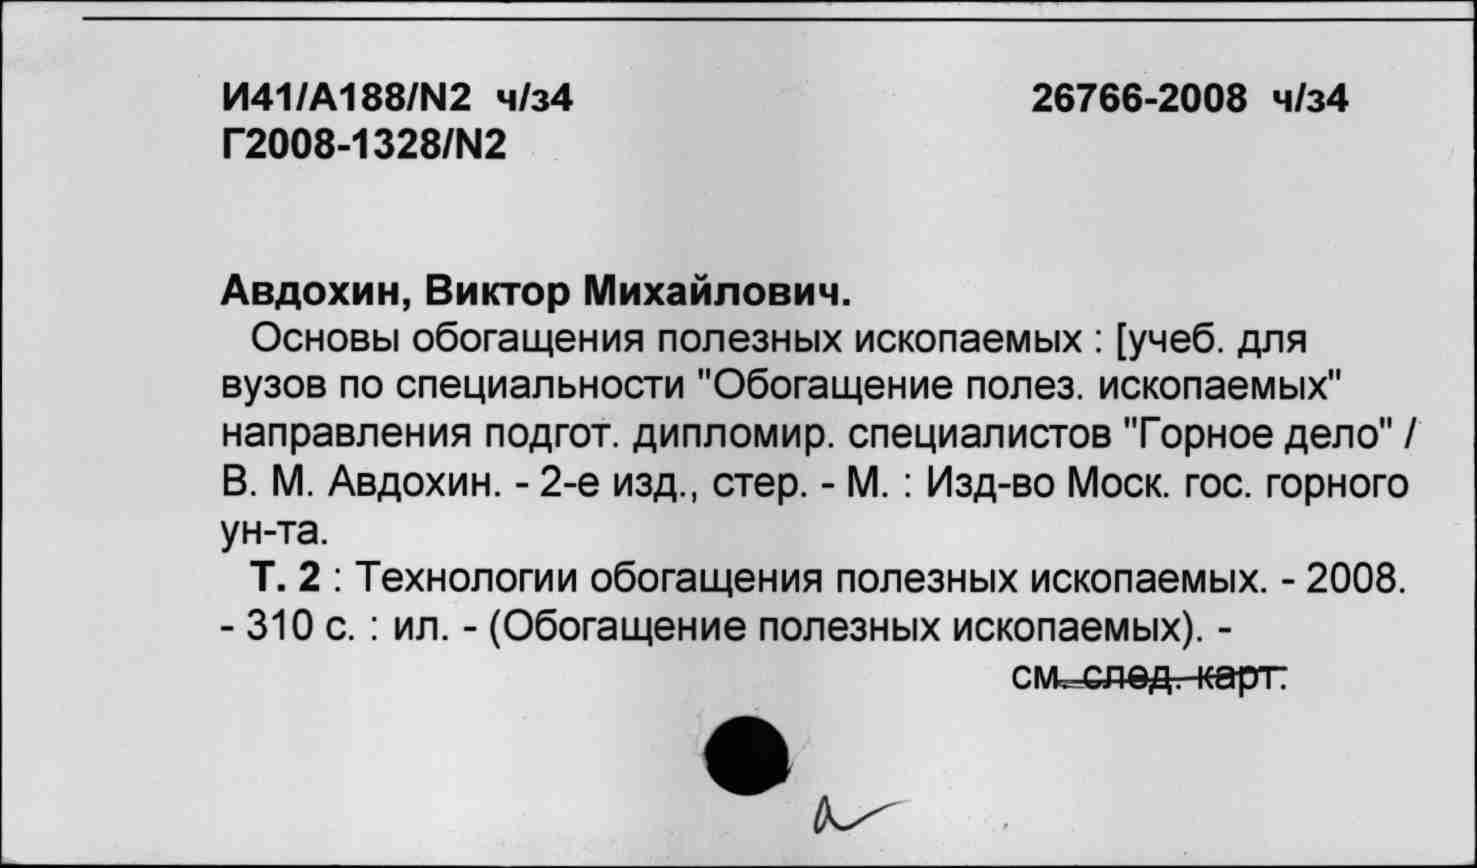 И41/А188/N2 ч/з4 26766-2008 ч/з4
Г2008-1328/N2
Авдохин, Виктор Михайлович.
Основы обогащения полезных ископаемых : [учеб. для
вузов по специальности "Обогащение полез. ископаемых"
направления подгот. дипломир. специалистов "Горное дело" /
В. М. Авдохин. - 2-е изд., стер. - М. : Изд-во Моск. гос. горного
ун-та.
Т. 2 : Технологии обогащения полезных ископаемых. - 2008.
- 310 с. : ил. - (Обогащение полезных ископаемых). -
см. след. карт.
а